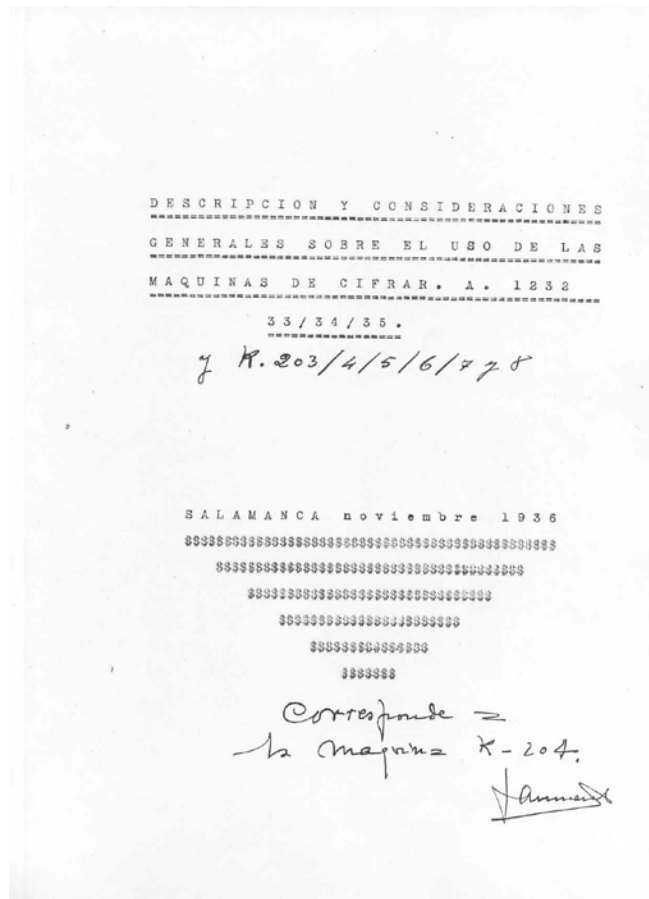 DESCRIPCION Y CONSIDERACIONES
GENERALES SOBRE EL USO DE LAS
MAQUINAS DE CIFRAR. A. 1232
33/34/35.
y K.203/4/5/6/7 y 8
SALAMANCA noviembre 1936
$$$$$$$$$$$$$$$$$$$$$$$$$$$$$$$$$$$$$$$$$$$$$$$
$$$$$$$$$$$$$$$$$$$$$$$$$$$$$$$$$$$$$$$
$$$$$$$$$$$$$$$$$$$$$$$$$$$$$$$
$$$$$$$$$$$$$$$$$$$$$$$
$$$$$$$$$$$$$$$
$$$$$$$
Corresponde a
la maquina K-204.